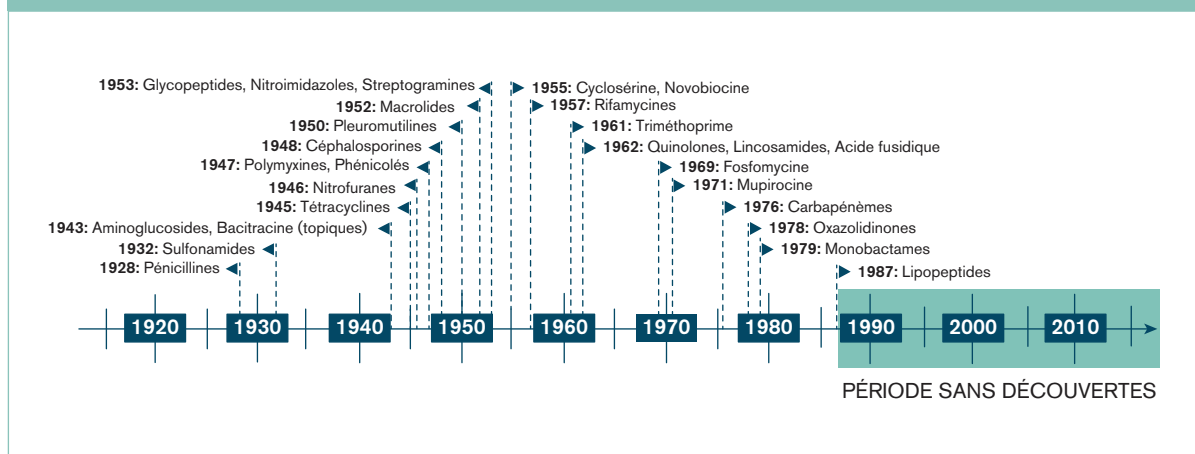 1953: Glycopeptides, Nitroimidazoles, Streptogramines
1952: Macrolides
1950: Pleuromutilines
1948: Céphalosporines
1947: Polymyxines, Phénicolés
1946: Nitrofuranes
1945: Tétracyclines
1943: Aminoglucosides, Bacitracine (topiques)
1932: Sulfonamides
1928: Pénicillines
1955: Cyclosérine, Novobiocine
1957: Rifamycines
1961: Triméthoprime
1962: Quinolones, Lincosamides, Acide fusidique
1969: Fosfomycine
1971: Mupirocine
1976: Carbapénèmes
1978: Oxazolidinones
1979: Monobactames
1987: Lipopeptides
1920 1930 1940 1950 1960 1970 1980 1990 2000 2010
PÉRIODE SANS DÉCOUVERTES